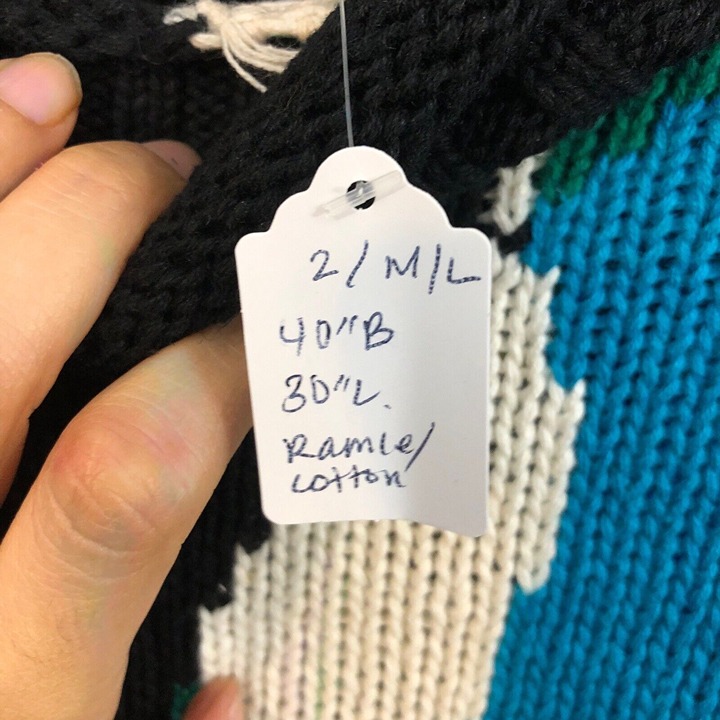 2/M/L
40"B
30"L.
Ramie/
cotton